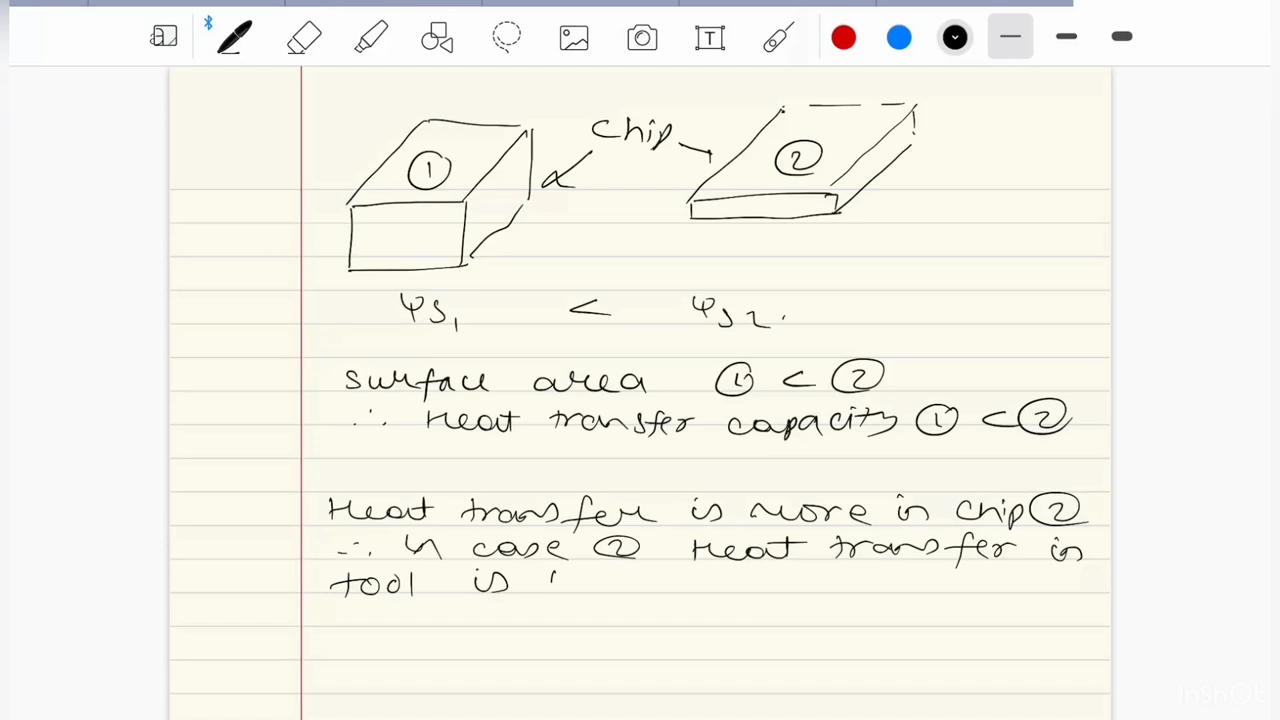 chip
①
②
ψs₁ < ψs₂.
surface area ① < ②
∴ Heat transfer capacity ① < ②
Heat transfer is more in chip ②
∴ In case ② Heat transfer in
tool is
InShOt